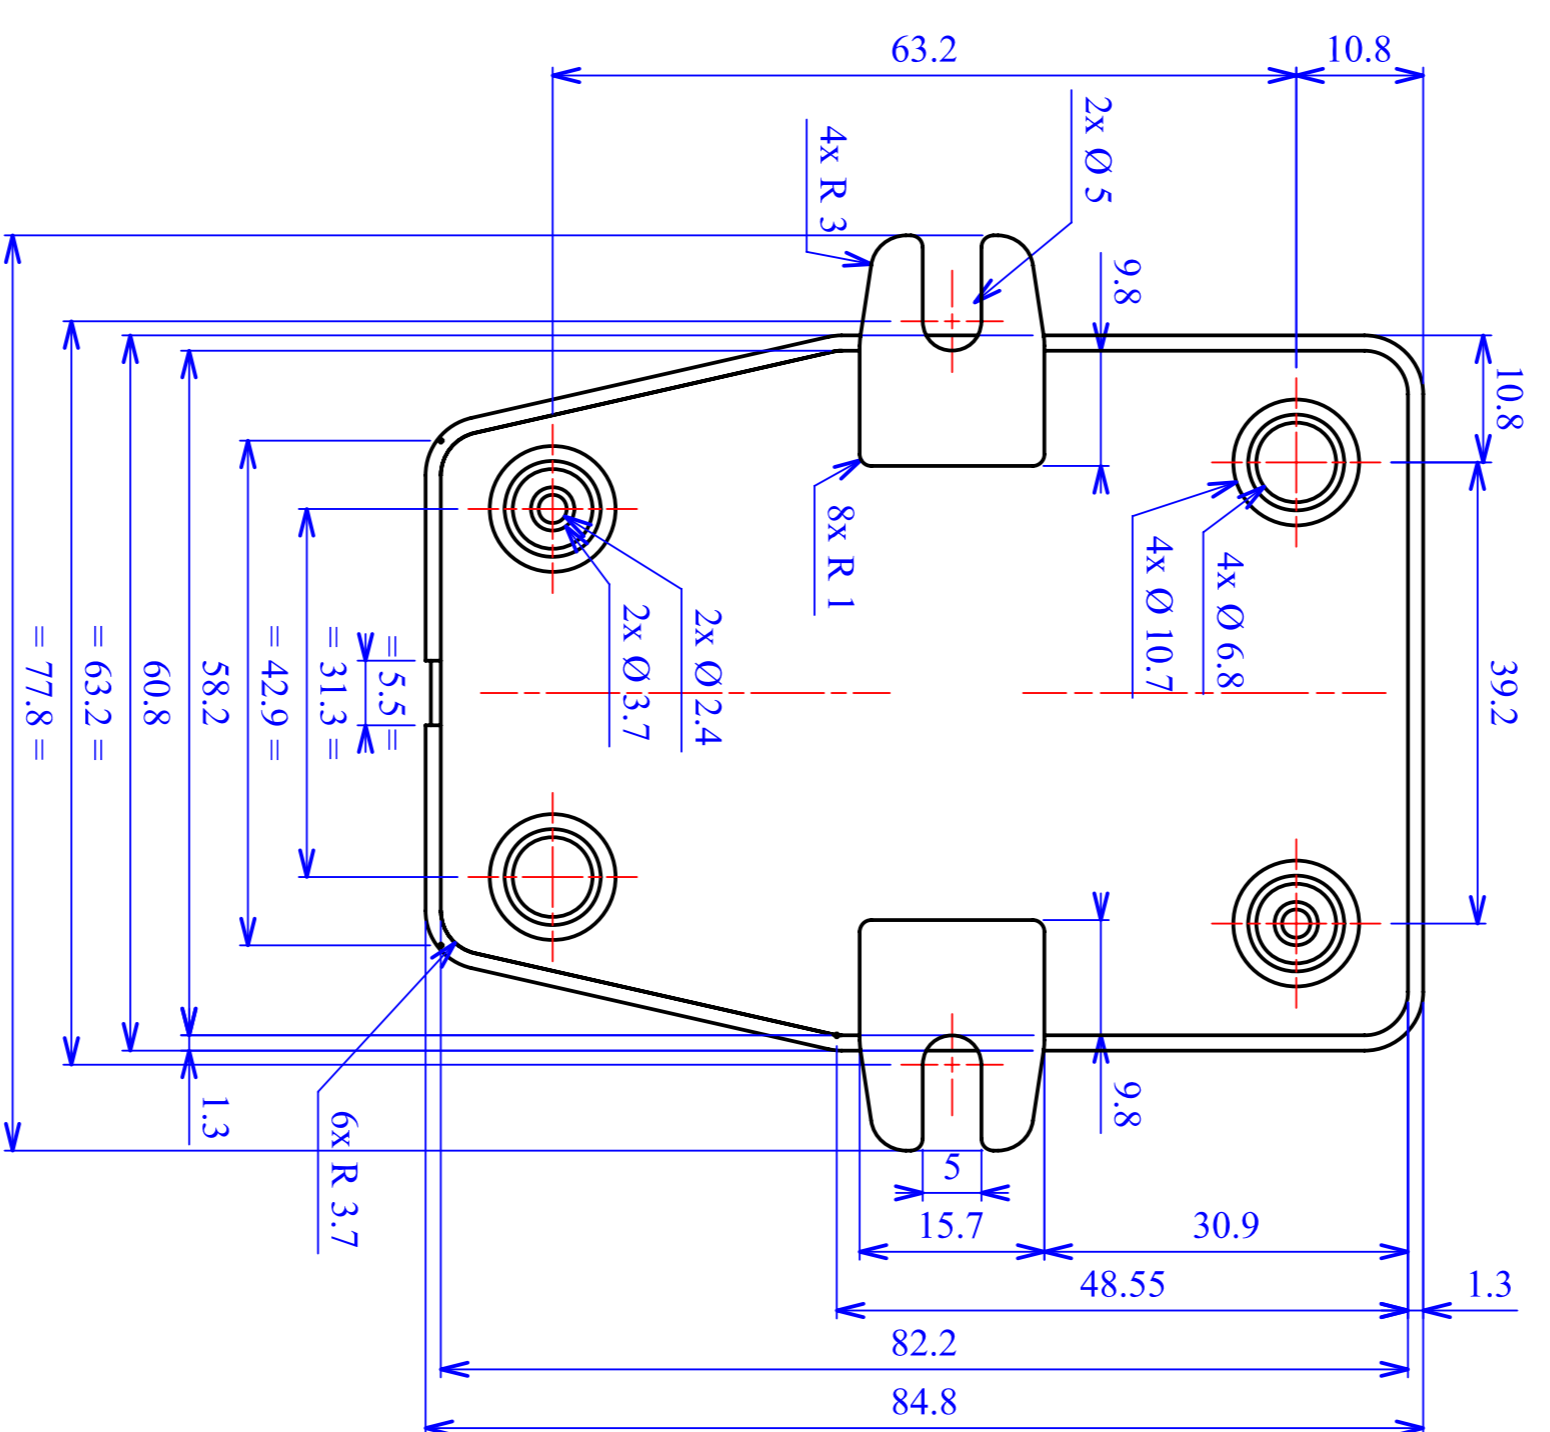 63.2
10.8
2x Ø 5
4x R 3
9.8
10.8
39.2
8x R 1
4x Ø 10.7
4x Ø 6.8
2x Ø 2.4
2x Ø 3.7
= 5.5 =
= 31.3 =
= 42.9 =
58.2
60.8
= 63.2 =
= 77.8 =
1.3
6x R 3.7
9.8
5
15.7
30.9
48.55
1.3
82.2
84.8